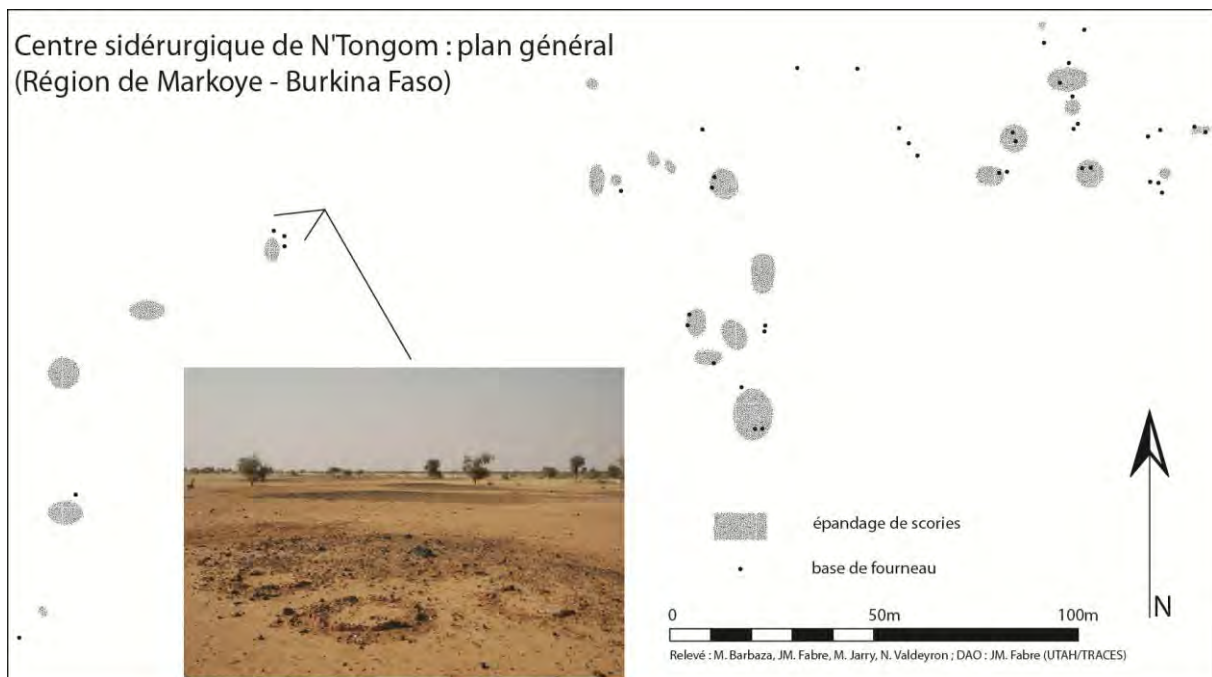 Centre sidérurgique de N'Tongom : plan général
(Région de Markoye - Burkina Faso)
épandage de scories
base de fourneau
0 50m 100m
N
Relevé : M. Barbaza, JM. Fabre, M. Jarry, N. Valdeyron ; DAO : JM. Fabre (UTAH/TRACES)